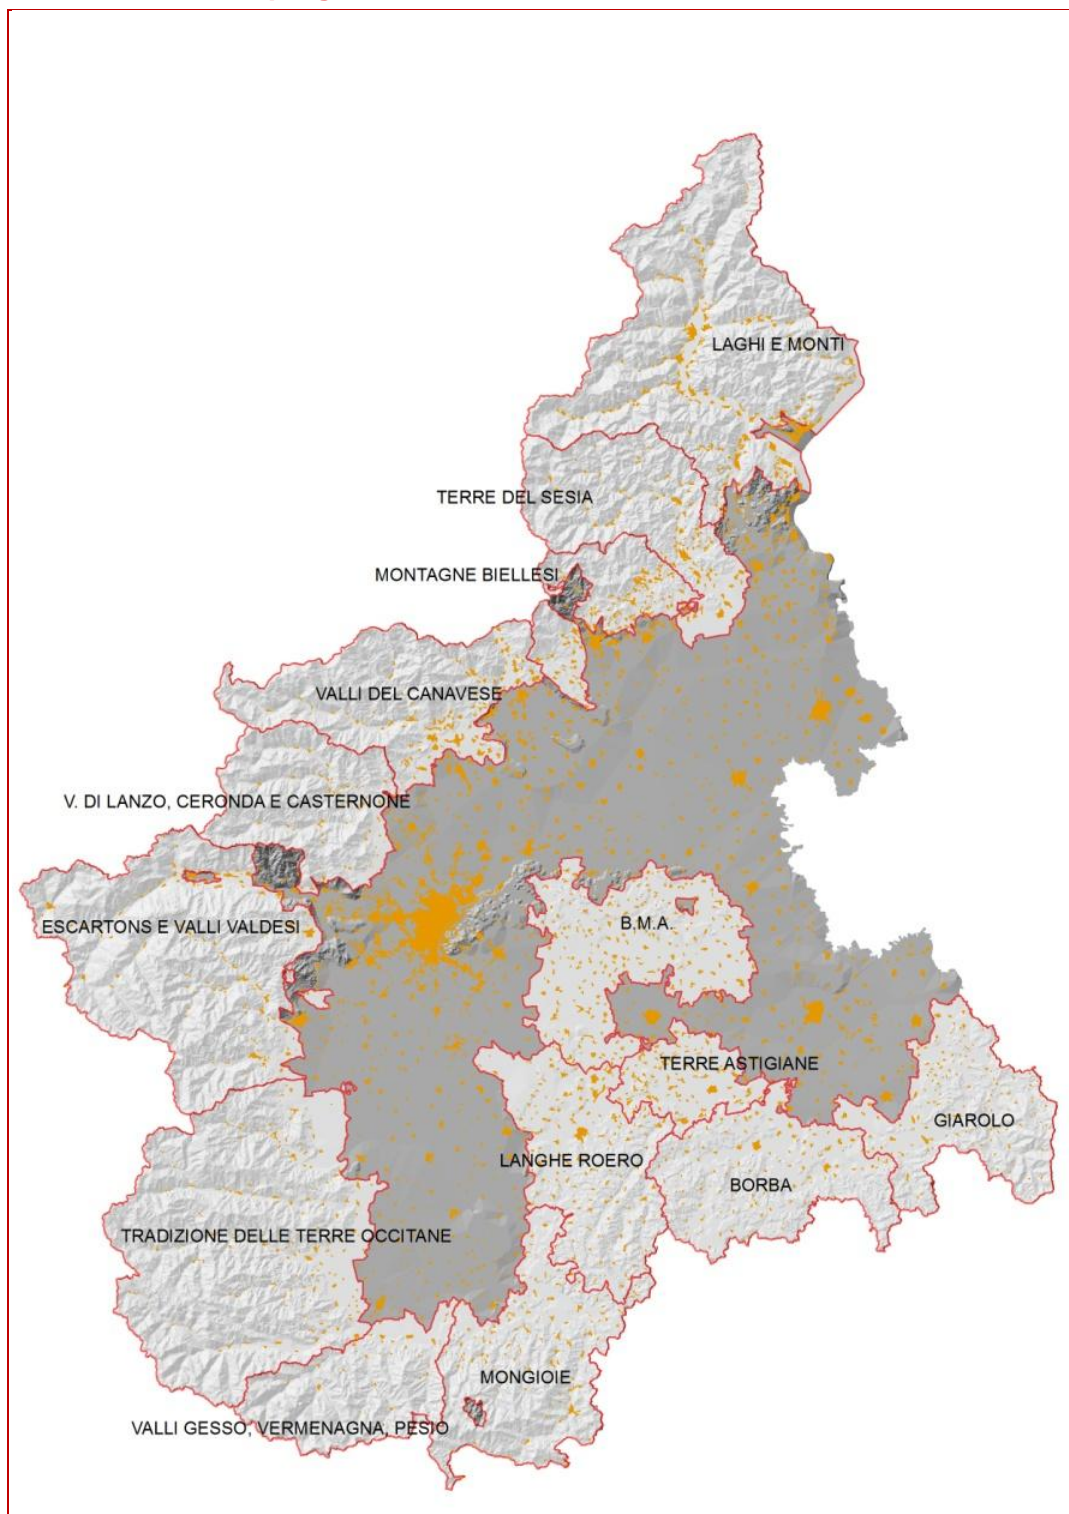 LAGHI E MONTI
TERRE DEL SESIA
MONTAGNE BIELLESI
VALLI DEL CANAVESE
V. DI LANZO, CERONDA E CASTERNONE
ESCARTONS E VALLI VALDESI
B.M.A.
TERRE ASTIGIANE
GIAROLO
LANGHE ROERO
BORBA
TRADIZIONE DELLE TERRE OCCITANE
MONGIOIE
VALLI GESSO, VERMENAGNA, PESIO